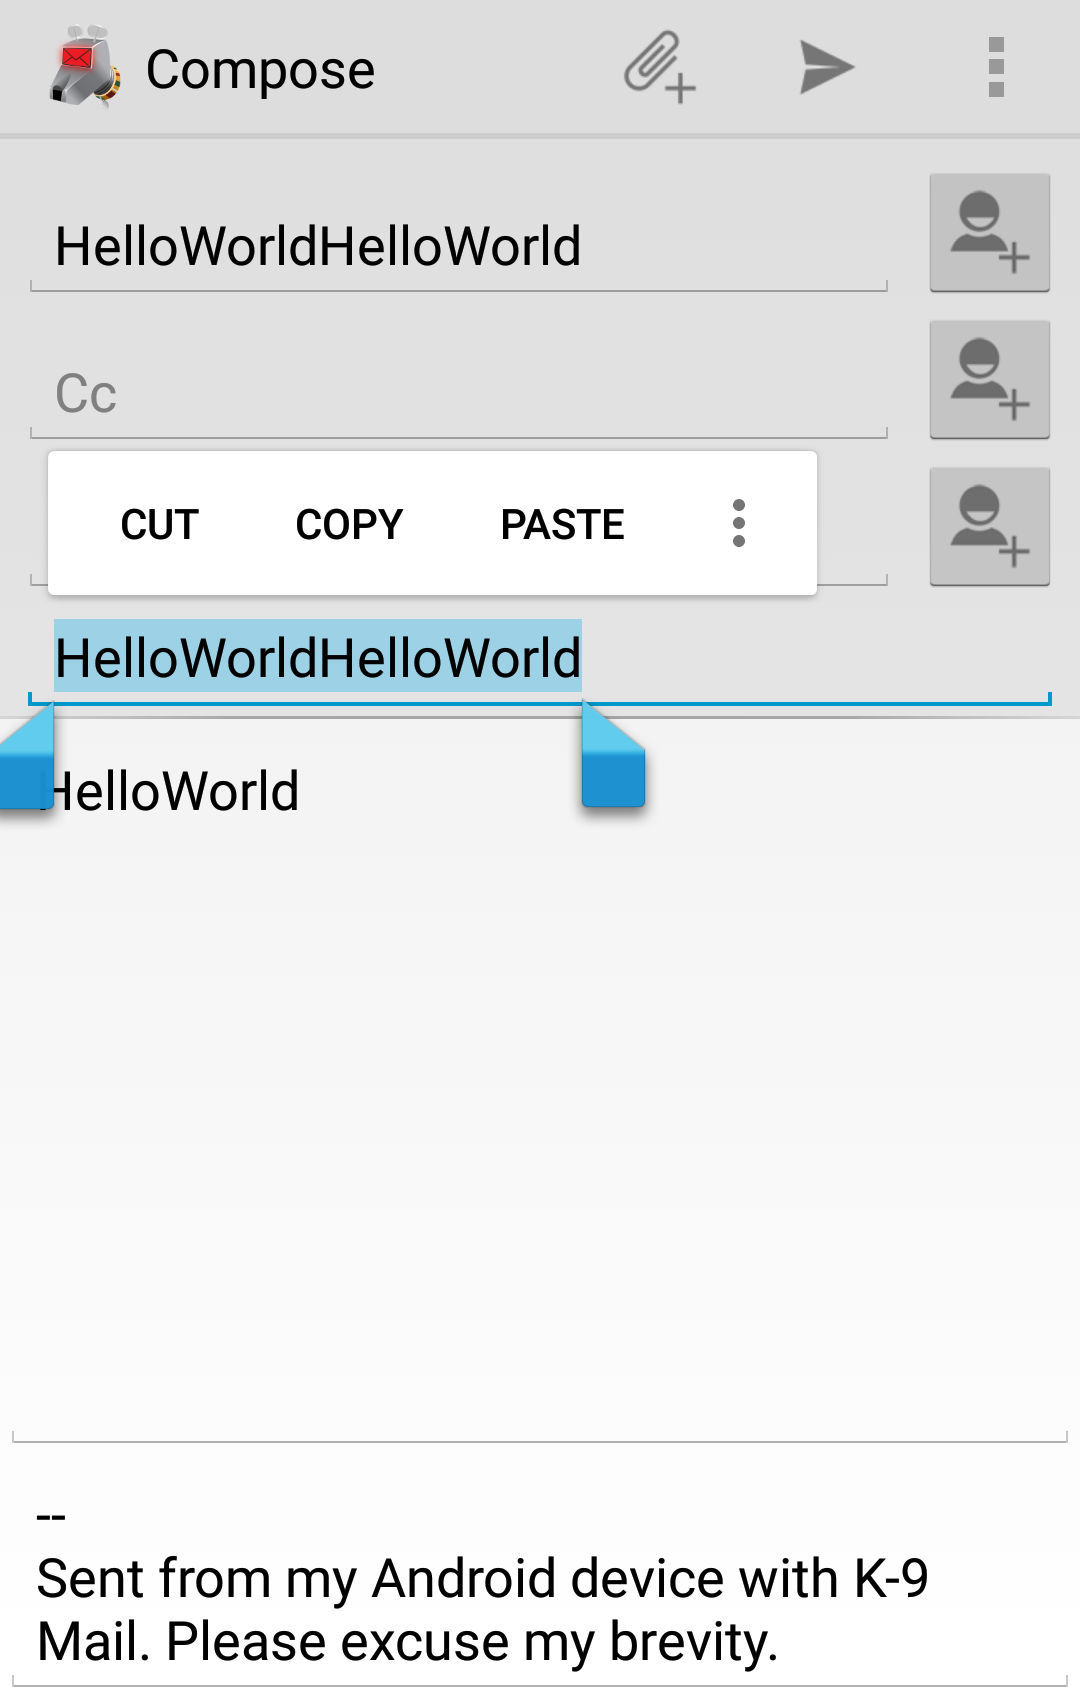 Compose
HelloWorldHelloWorld
Cc
CUT COPY PASTE
HelloWorldHelloWorld
HelloWorld
--
Sent from my Android device with K-9
Mail. Please excuse my brevity.